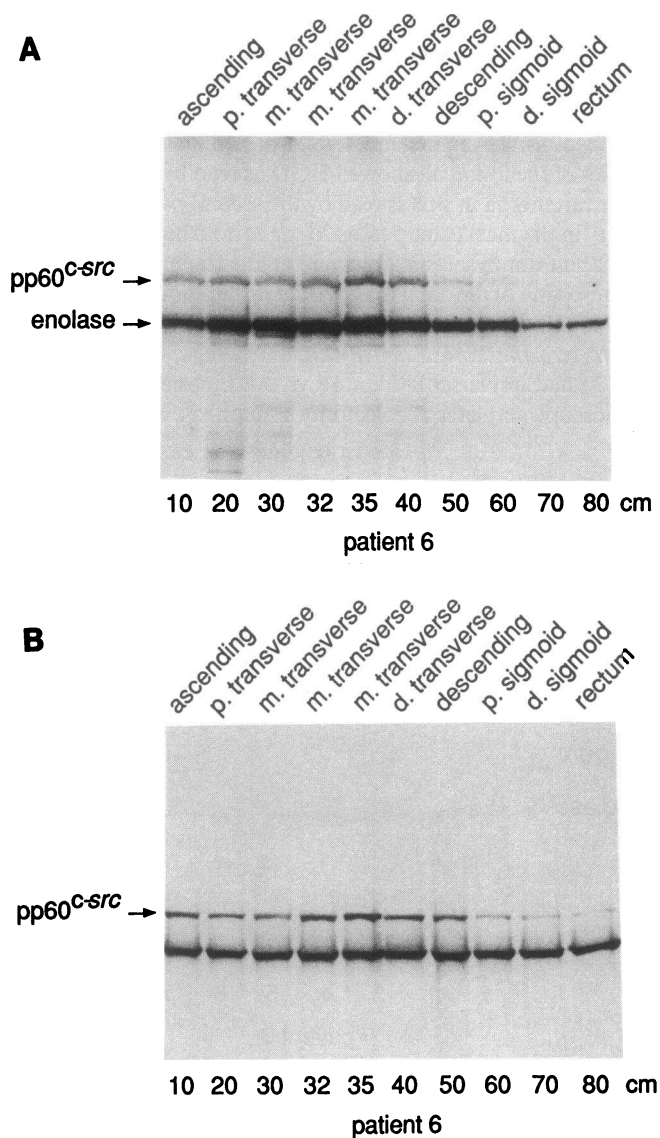 A
ascending p. transverse m. transverse m. transverse m. transverse d. transverse descending p. sigmoid d. sigmoid rectum
pp60c-src
enolase
10 20 30 32 35 40 50 60 70 80 cm
patient 6
B
ascending p. transverse m. transverse m. transverse m. transverse d. transverse descending p. sigmoid d. sigmoid rectum
pp60c-src
10 20 30 32 35 40 50 60 70 80 cm
patient 6